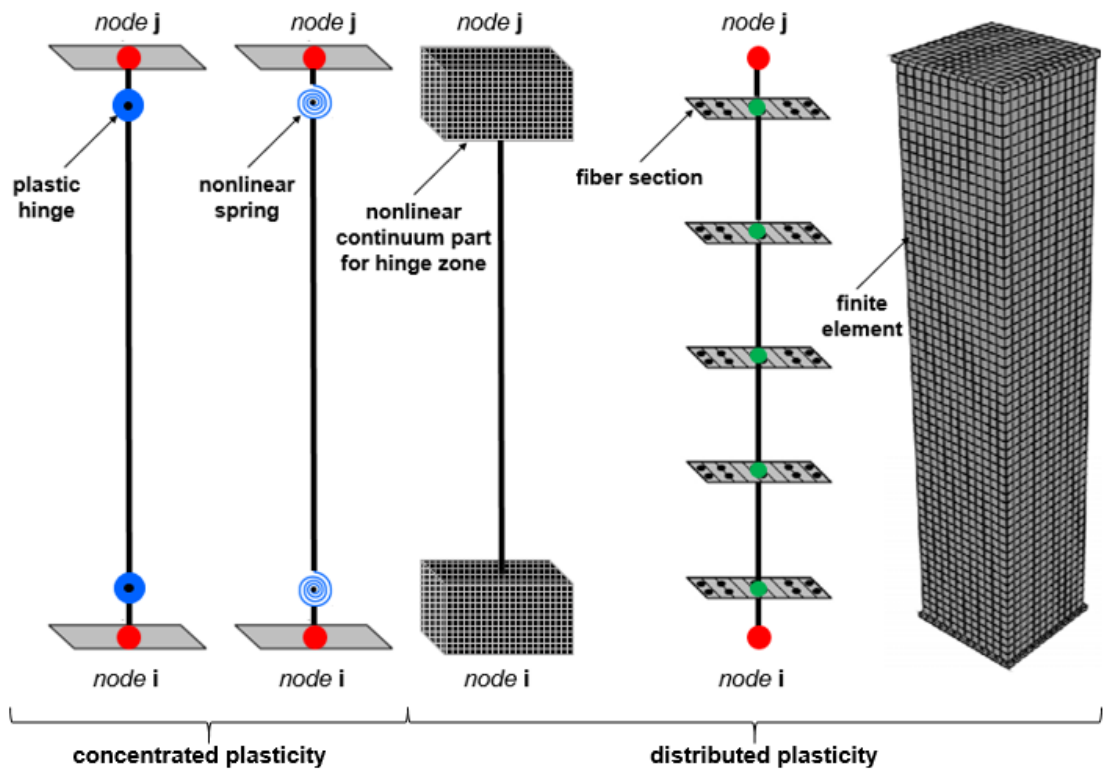 node j
node j
node j
node j
plastic
hinge
nonlinear
spring
nonlinear
continuum part
for hinge zone
fiber section
finite
element
node i
node i
node i
node i
concentrated plasticity
distributed plasticity